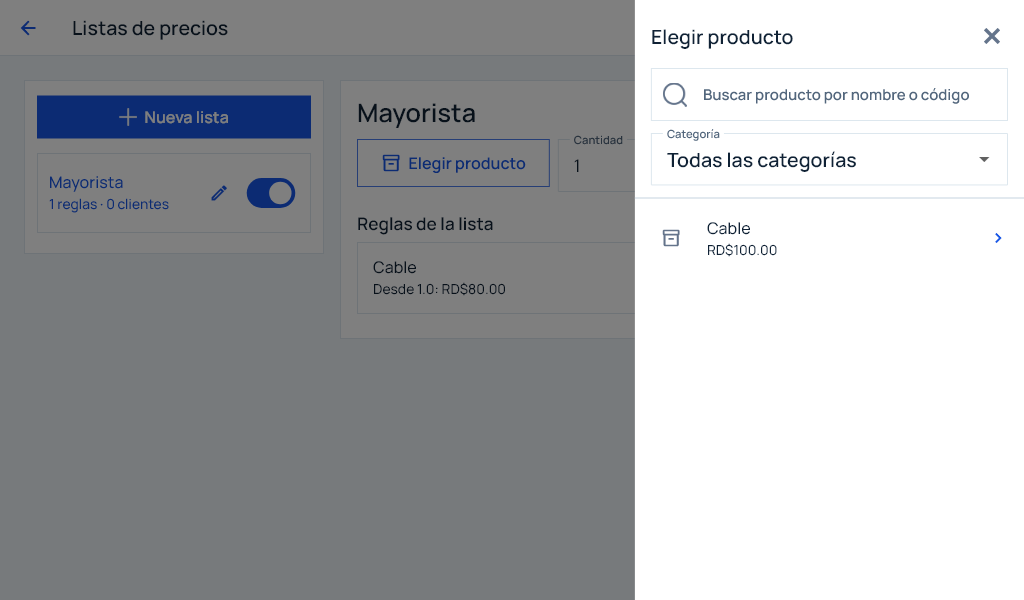 Listas de precios
Nueva lista
Mayorista
1 reglas · 0 clientes
Mayorista
Elegir producto
Cantidad
1
Reglas de la lista
Cable
Desde 1.0: RD$80.00
Elegir producto
Buscar producto por nombre o código
Categoría
Todas las categorías
Cable
RD$100.00